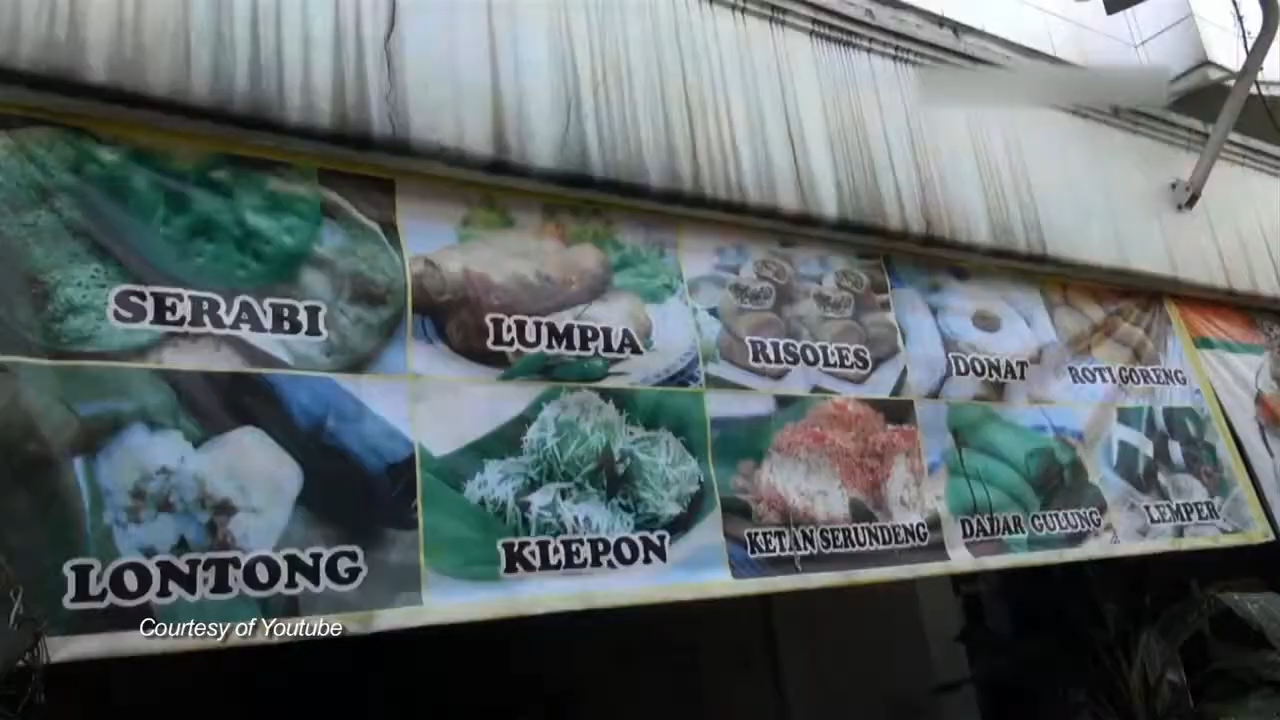 SERABI
LUMPIA
RISOLES
DONAT
ROTI GORENG
LONTONG
KLEPON
KETAN SERUNDENG
DADAR GULUNG
LEMPER
Courtesy of Youtube